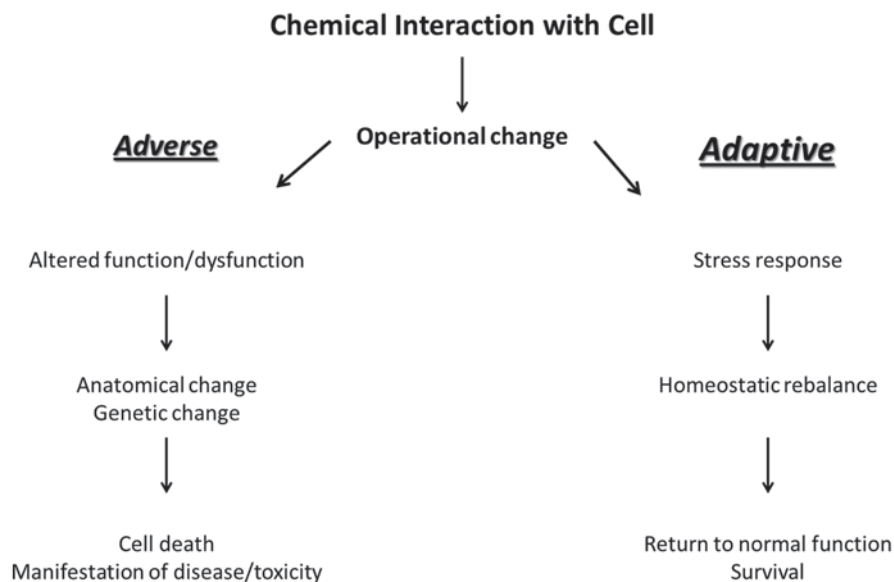 Chemical Interaction with Cell
Operational change
Adverse
Adaptive
Altered function/dysfunction
Stress response
Anatomical change
Genetic change
Homeostatic rebalance
Cell death
Manifestation of disease/toxicity
Return to normal function
Survival